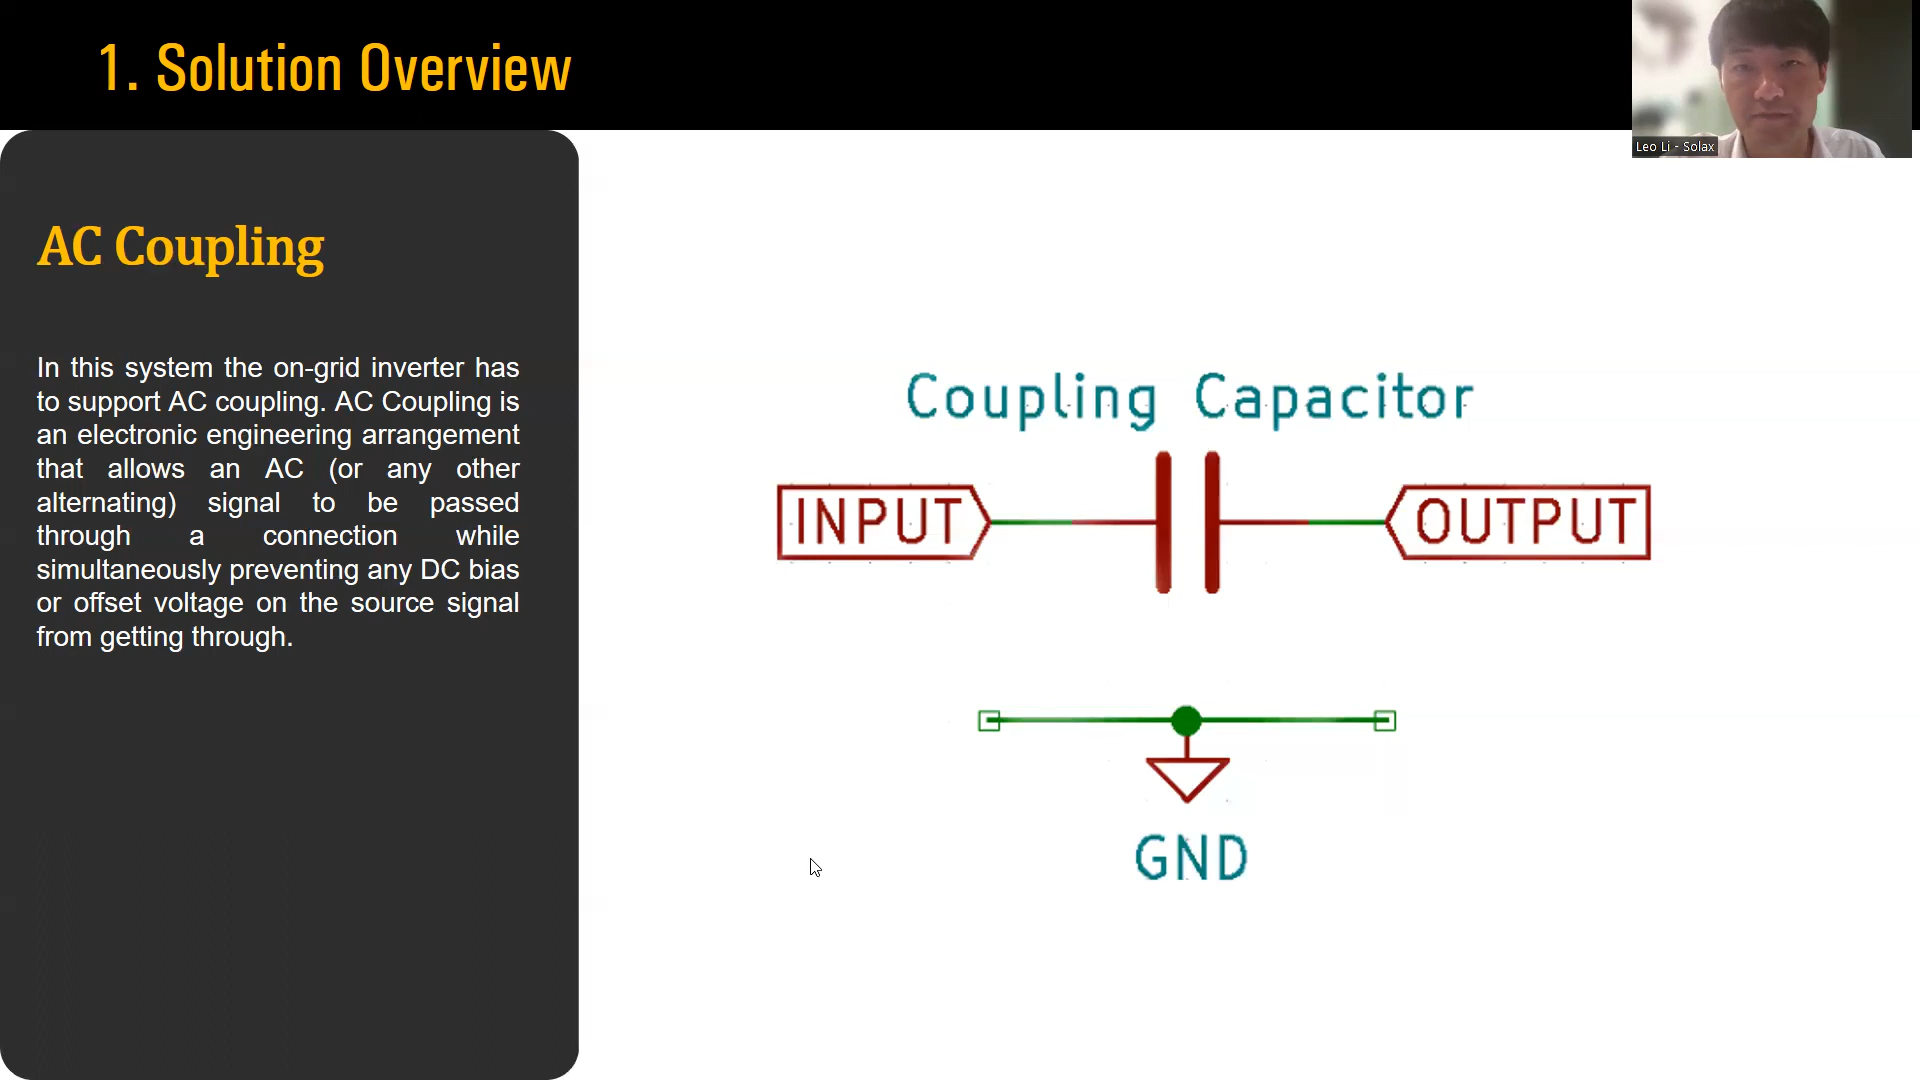 1. Solution Overview
Leo Li - Solax
AC Coupling
In this system the on-grid inverter has
to support AC coupling. AC Coupling is
an electronic engineering arrangement
that allows an AC (or any other
alternating) signal to be passed
through a connection while
simultaneously preventing any DC bias
or offset voltage on the source signal
from getting through.
Coupling Capacitor
INPUT
OUTPUT
GND